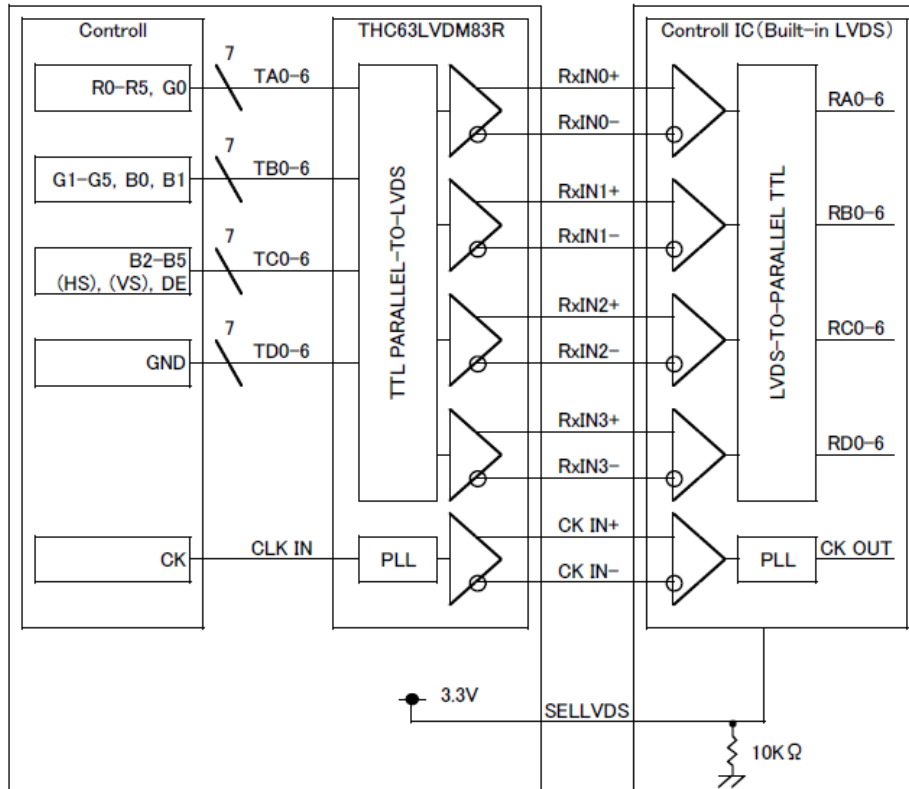 Controll
THC63LVDM83R
Controll IC(Built-in LVDS)
R0-R5, G0
7
TA0-6
RxIN0+
RxIN0-
RA0-6
G1-G5, B0, B1
7
TB0-6
RxIN1+
RxIN1-
RB0-6
B2-B5
(HS), (VS), DE
7
TC0-6
RxIN2+
RxIN2-
RC0-6
GND
7
TD0-6
RxIN3+
RxIN3-
RD0-6
TTL PARALLEL-TO-LVDS
LVDS-TO-PARALLEL TTL
CK
CLK IN
PLL
CK IN+
CK IN-
PLL
CK OUT
3.3V
SELLVDS
10KΩ